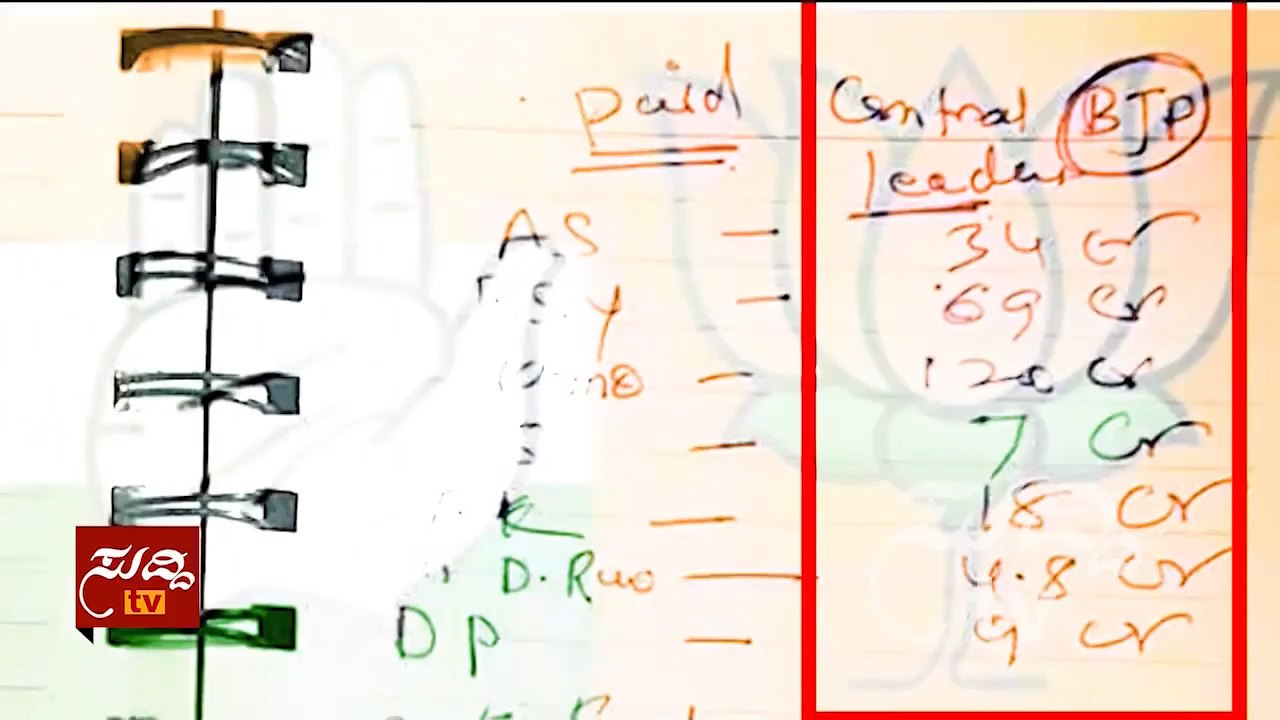 Paid Central BJP
Leader
AS — 34 cr
Y — 69 cr
— 120 cr
— 7 Cr
K — 18 cr
D. Rao — 4.8 cr
D P — 9 cr
ಸುದ್ದಿ
tv